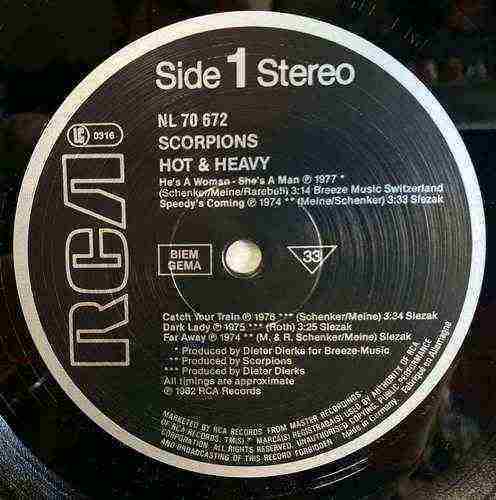 Side 1 Stereo
NL 70 672
SCORPIONS
HOT & HEAVY
LC 0316
RCA
He's A Woman - She's A Man ℗ 1977 *
(Schenker/Meine/Rarebell) 3:14 Breeze Music Switzerland
Speedy's Coming ℗ 1974 ** (Meine/Schenker) 3:33 Slezak
BIEM
GEMA
33
Catch Your Train ℗ 1976 *** (Schenker/Meine) 3:34 Slezak
Dark Lady ℗ 1975 *** (Roth) 3:25 Slezak
Far Away ℗ 1974 ** (M. & R. Schenker/Meine) Slezak
* Produced by Dieter Dierks for Breeze-Music
*** Produced by Scorpions
*** Produced by Dieter Dierks
All timings are approximate
℗ 1982 RCA Records
MARKETED BY RCA RECORDS. FROM MASTER RECORDINGS.
OF RCA RECORDS. TM(S) ® MARCA(S) REGISTRADA(S) USED BY AUTHORITY OF RCA
CORPORATION. ALL RIGHTS RESERVED. UNAUTHORISED COPYING, PUBLIC PERFORMANCE
AND BROADCASTING OF THIS RECORD FORBIDDEN
Made in Germany
Fabriqué en Allemagne